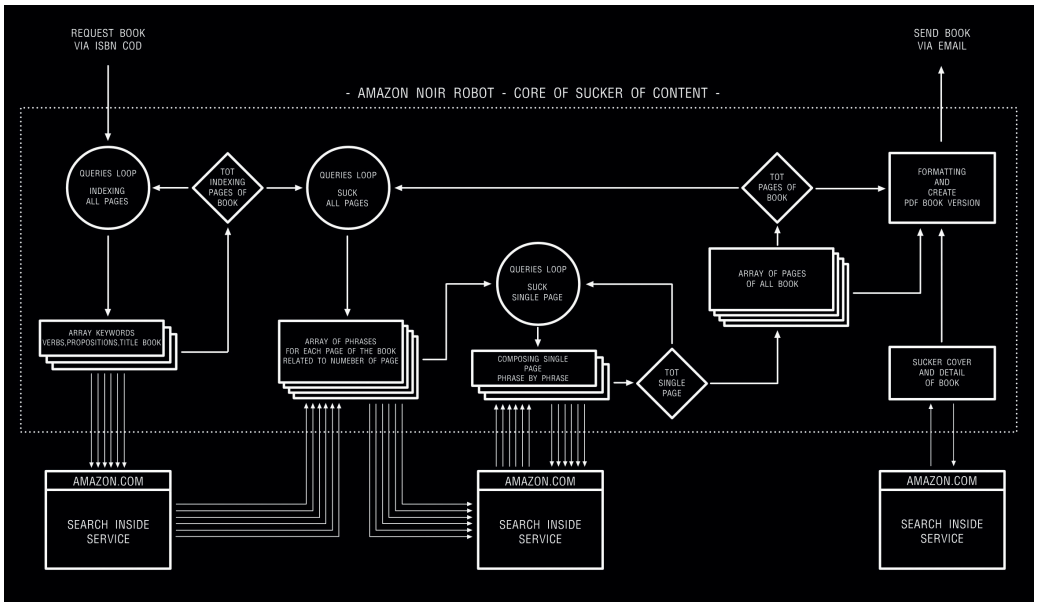 REQUEST BOOK
VIA ISBN COD
SEND BOOK
VIA EMAIL
- AMAZON NOIR ROBOT - CORE OF SUCKER OF CONTENT -
QUERIES LOOP
INDEXING
ALL PAGES
TOT
INDEXING
PAGES OF
BOOK
QUERIES LOOP
SUCK
ALL PAGES
TOT
PAGES OF
BOOK
FORMATTING
AND
CREATE
PDF BOOK VERSION
QUERIES LOOP
SUCK
SINGLE PAGE
ARRAY OF PAGES
OF ALL BOOK
ARRAY KEYWORDS
VERBS,PROPOSITIONS,TITLE BOOK
ARRAY OF PHRASES
FOR EACH PAGE OF THE BOOK
RELATED TO NUMEBER OF PAGE
COMPOSING SINGLE
PAGE
PHRASE BY PHRASE
TOT
SINGLE
PAGE
SUCKER COVER
AND DETAIL
OF BOOK
AMAZON.COM
SEARCH INSIDE
SERVICE
AMAZON.COM
SEARCH INSIDE
SERVICE
AMAZON.COM
SEARCH INSIDE
SERVICE